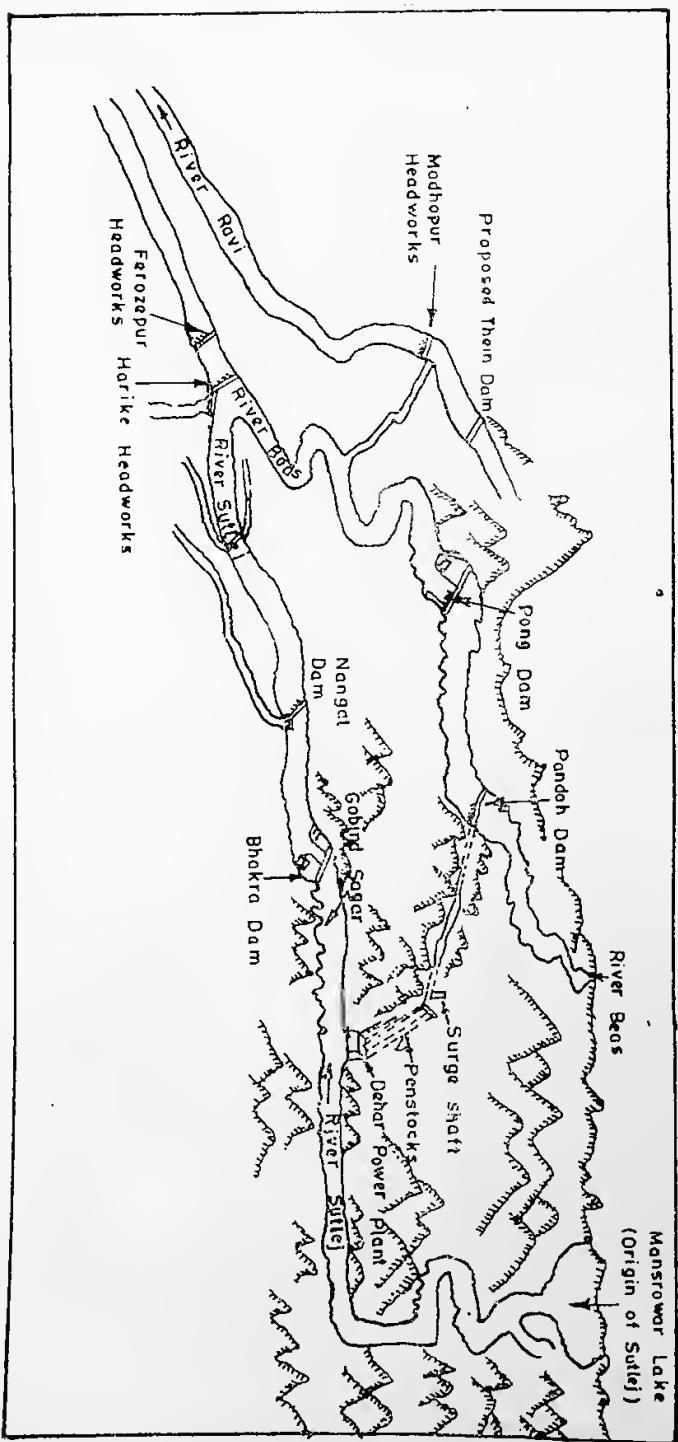 Mansrowar Lake
(Origin of Sutlej)
River Beas
Pandoh Dam
Pong Dam
Proposed Thein Dam
Madhopur
Headworks
River Ravi
Surge shaft
Penstocks
Dehar Power Plant
River Sutlej
Gobind Sagar
Bhakra Dam
Nangal
Dam
River Beas
River Sutlej
Harike Headworks
Ferozepur
Headworks